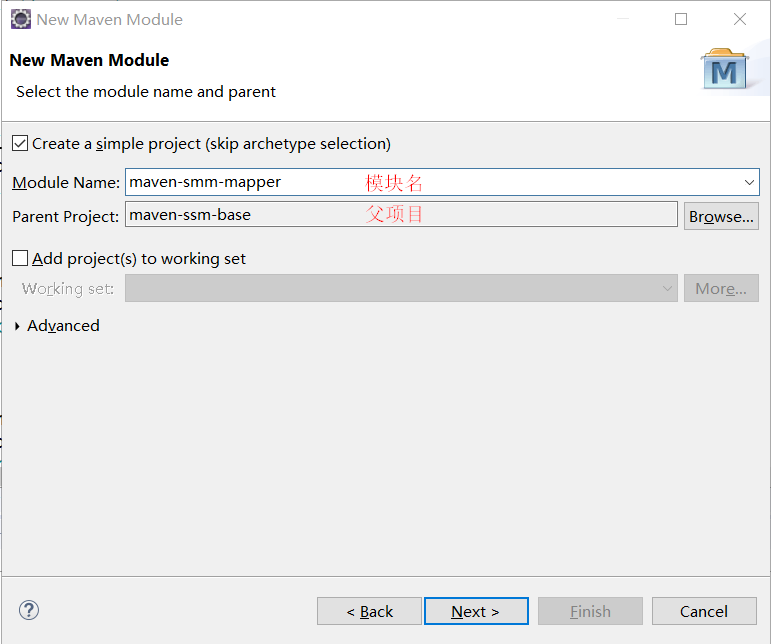 New Maven Module
New Maven Module
Select the module name and parent
Create a simple project (skip archetype selection)
Module Name: maven-smm-mapper 模块名
Parent Project: maven-ssm-base 父项目 Browse...
Add project(s) to working set
Working set: More...
Advanced
? < Back Next > Finish Cancel